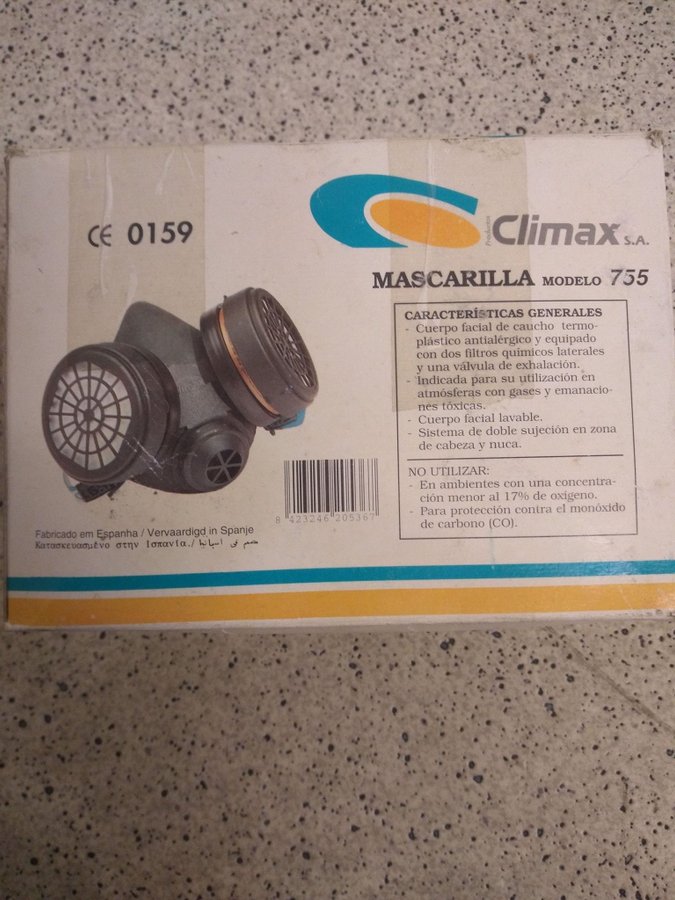 CE 0159
Productos Climax S.A.
MASCARILLA MODELO 755
CARACTERÍSTICAS GENERALES
- Cuerpo facial de caucho termo-
plástico antialérgico y equipado
con dos filtros químicos laterales
y una válvula de exhalación.
- Indicada para su utilización en
atmósferas con gases y emanacio-
nes tóxicas.
- Cuerpo facial lavable.
- Sistema de doble sujeción en zona
de cabeza y nuca.
NO UTILIZAR:
- En ambientes con una concentra-
ción menor al 17% de oxigeno.
- Para protección contra el monóxido
de carbono (CO).
8 423246 205367
Fabricado em Espanha / Vervaardigd in Spanje
Κατασκευασμένο στην Ισπανία. / صنع في اسبانيا